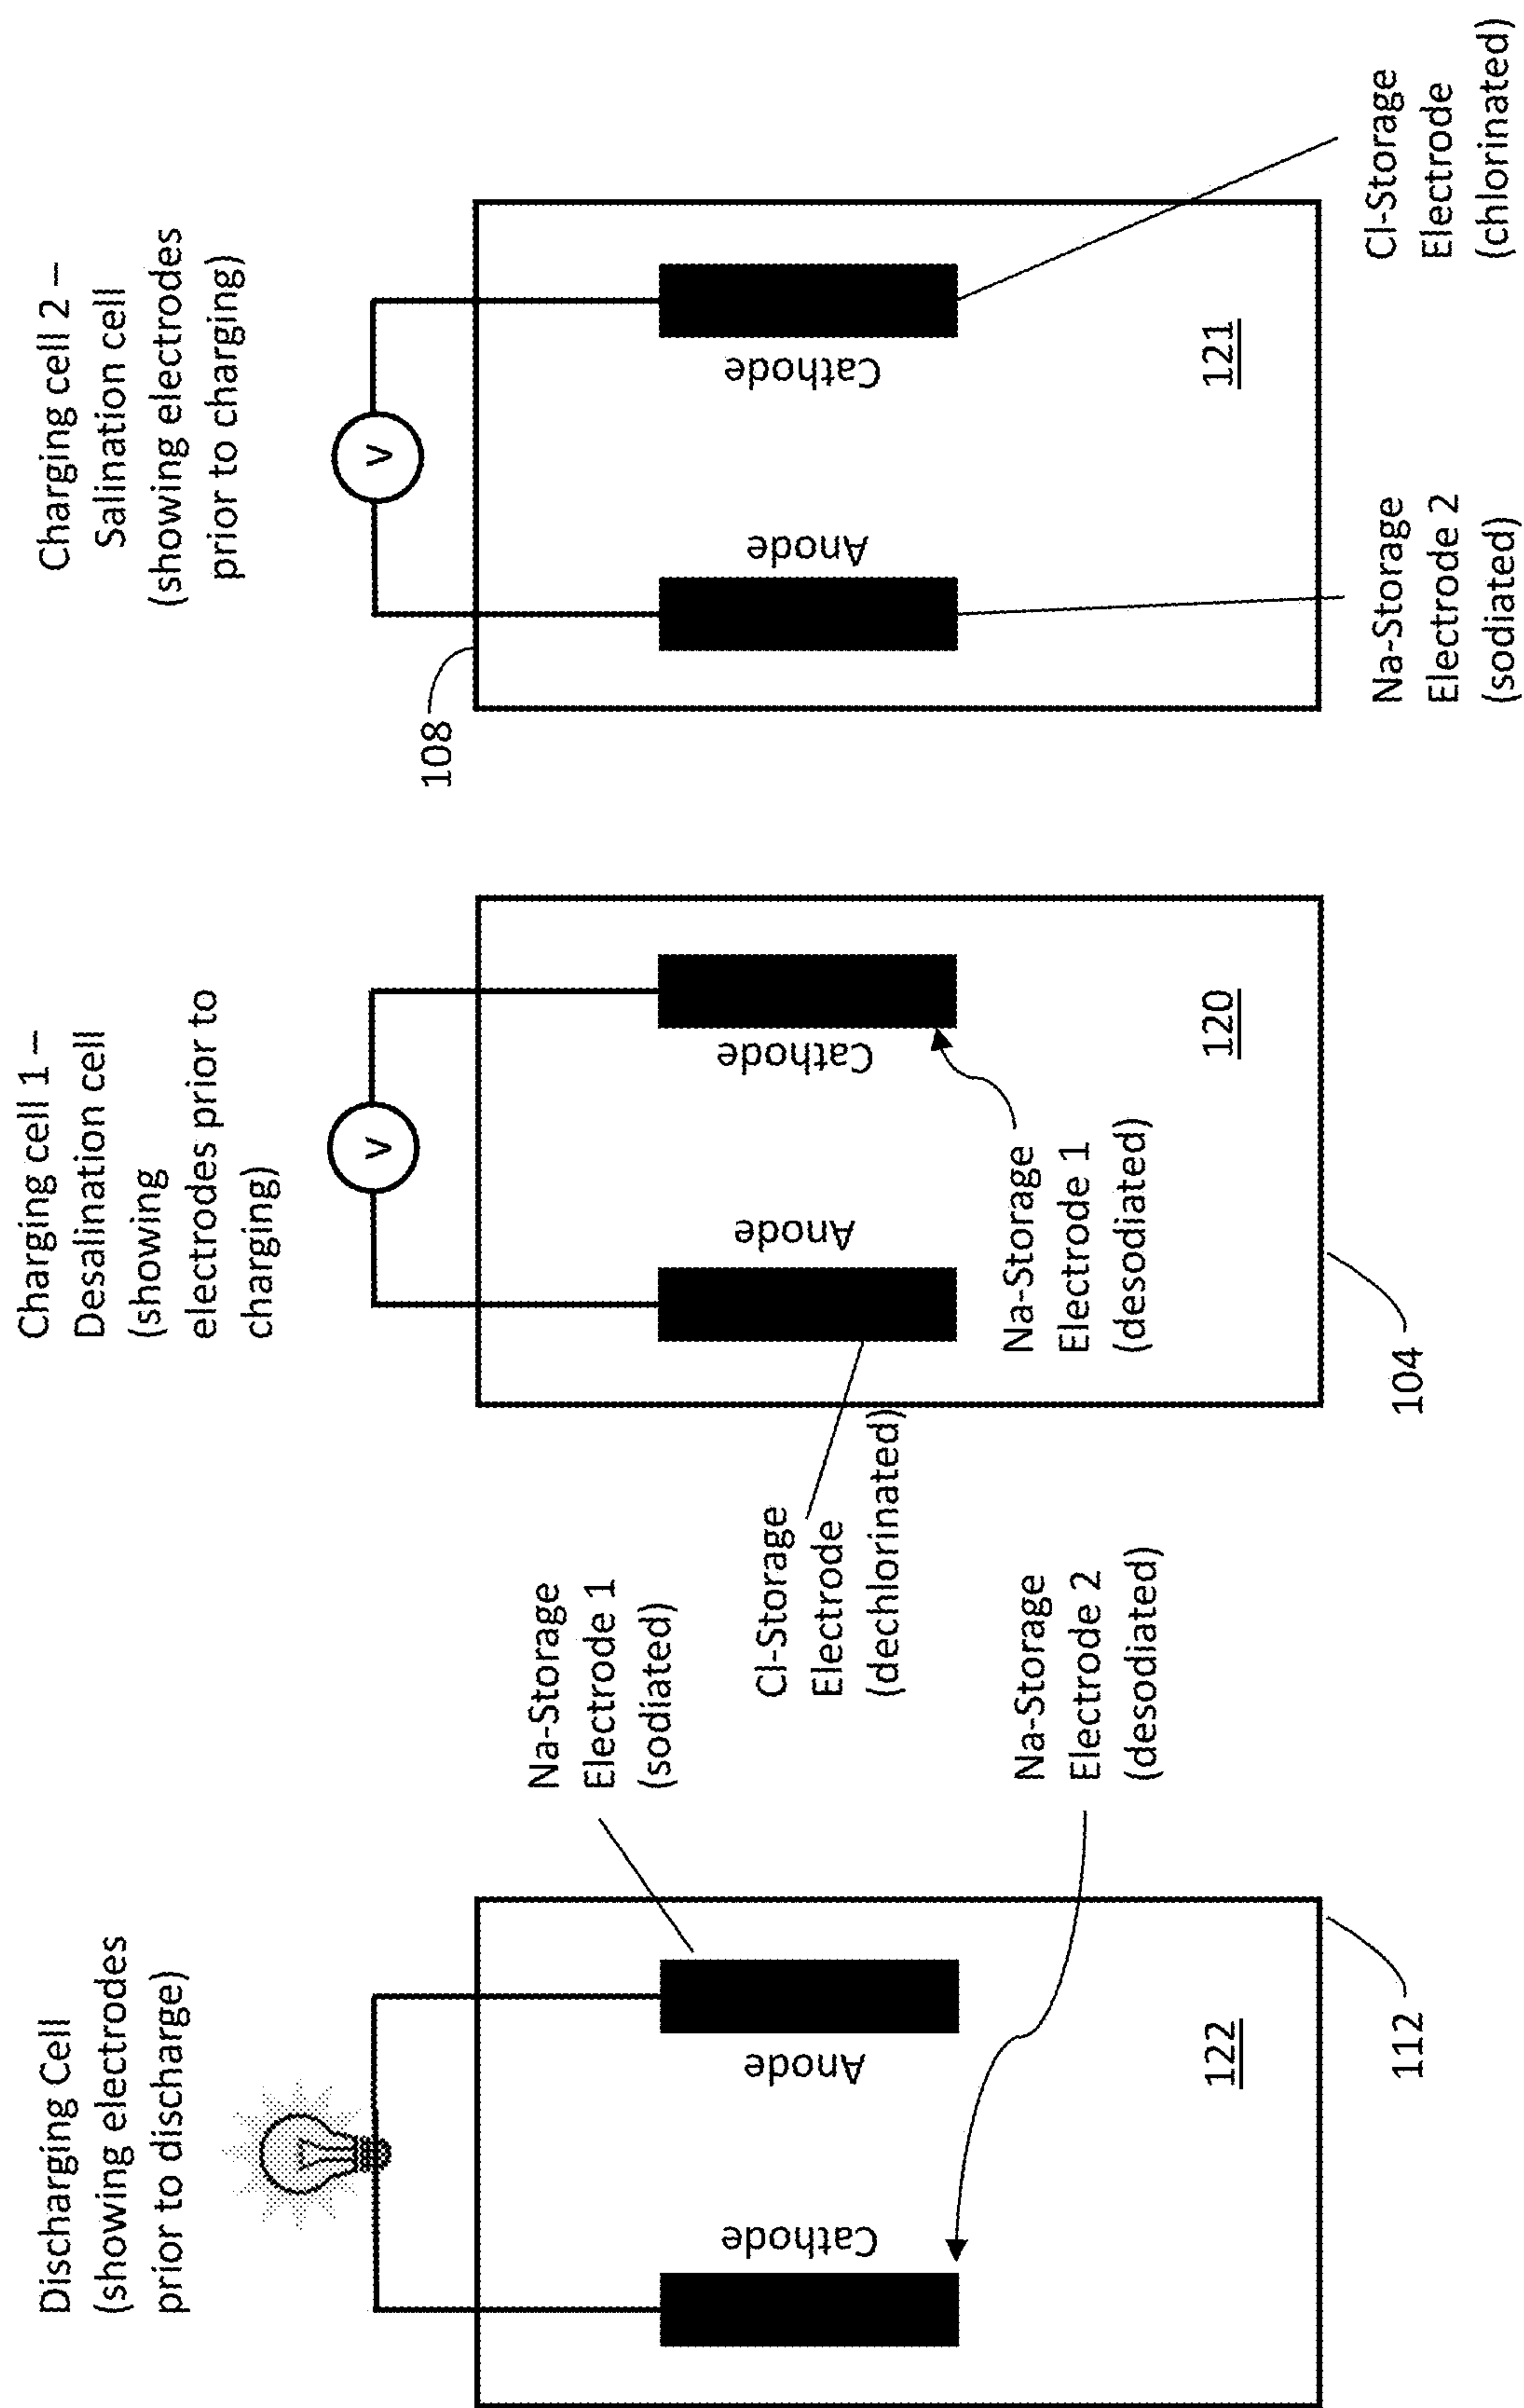 Discharging Cell
(showing electrodes
prior to discharge)
Cathode
Anode
122
112
Na-Storage
Electrode 1
(sodiated)
Na-Storage
Electrode 2
(desodiated)
Charging cell 1 –
Desalination cell
(showing
electrodes prior to
charging)
V
Anode
Cathode
Cl-Storage
Electrode
(dechlorinated)
Na-Storage
Electrode 1
(desodiated)
120
104
Charging cell 2 –
Salination cell
(showing electrodes
prior to charging)
V
108
Anode
Cathode
121
Na-Storage
Electrode 2
(sodiated)
Cl-Storage
Electrode
(chlorinated)